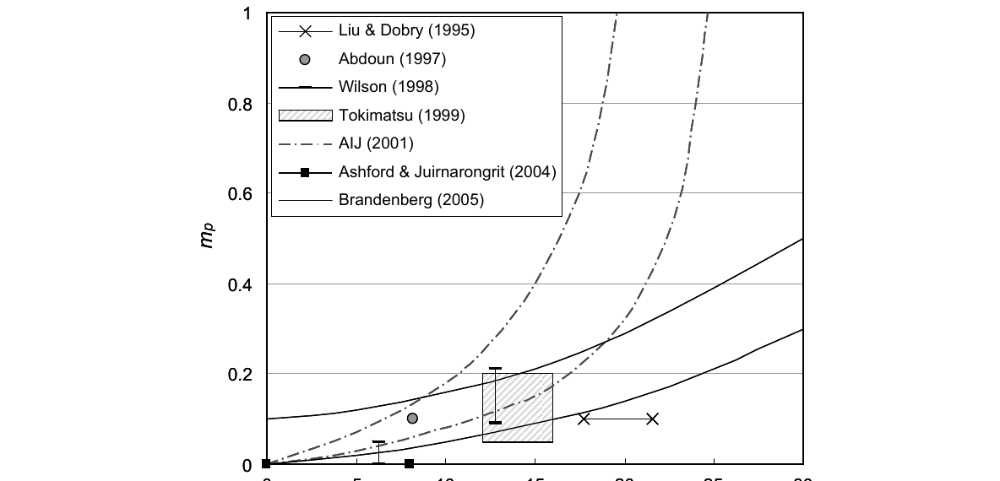 1
Liu & Dobry (1995)
Abdoun (1997)
0.8
Wilson (1998)
Tokimatsu (1999)
AIJ (2001)
Ashford & Juirnarongrit (2004)
0.6
Brandenberg (2005)
mp
0.4
0.2
0